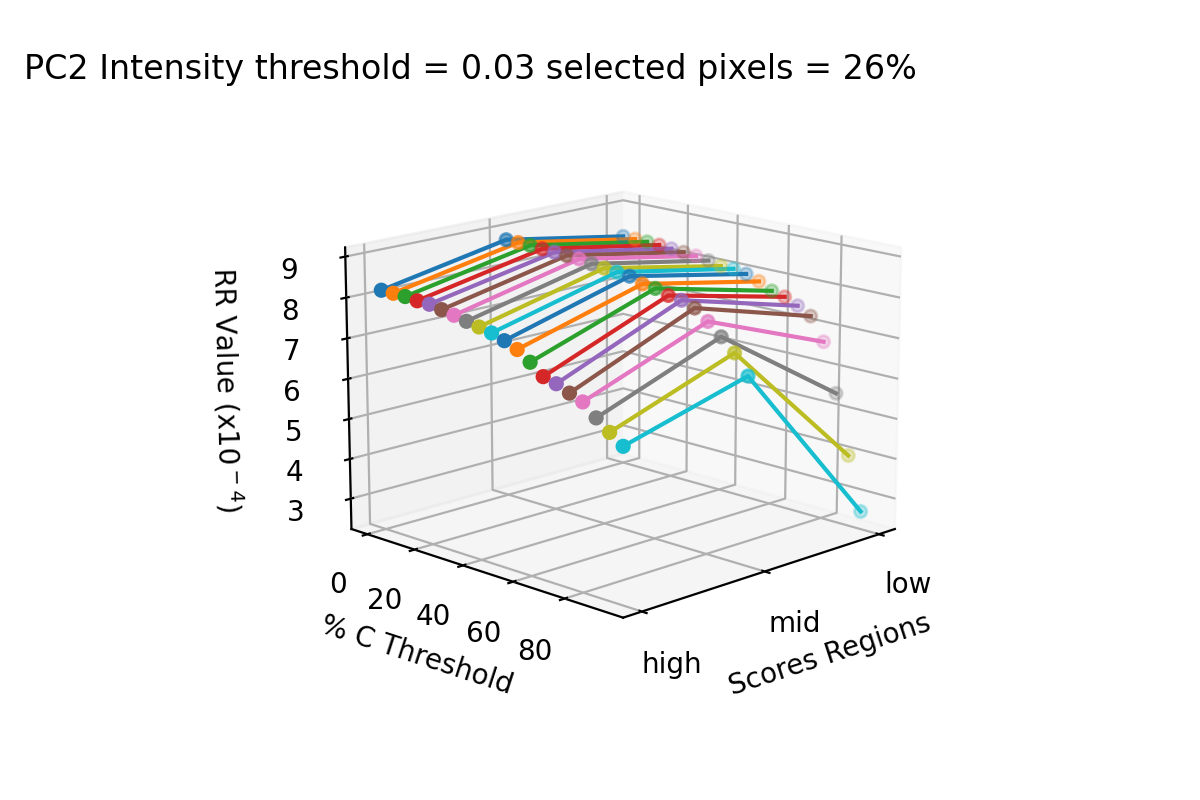 PC2 Intensity threshold = 0.03 selected pixels = 26%
9
8
7
6
5
4
3
RR Value (x10⁻⁴)
0
20
40
60
80
% C Threshold
low
mid
high
Scores Regions